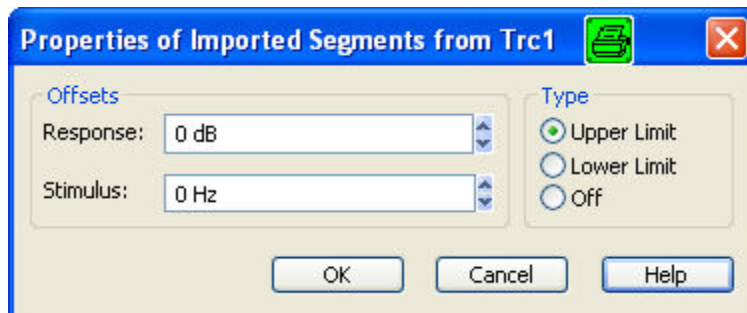 Properties of Imported Segments from Trc1
Offsets
Response: 0 dB
Stimulus: 0 Hz
Type
Upper Limit
Lower Limit
Off
OK Cancel Help